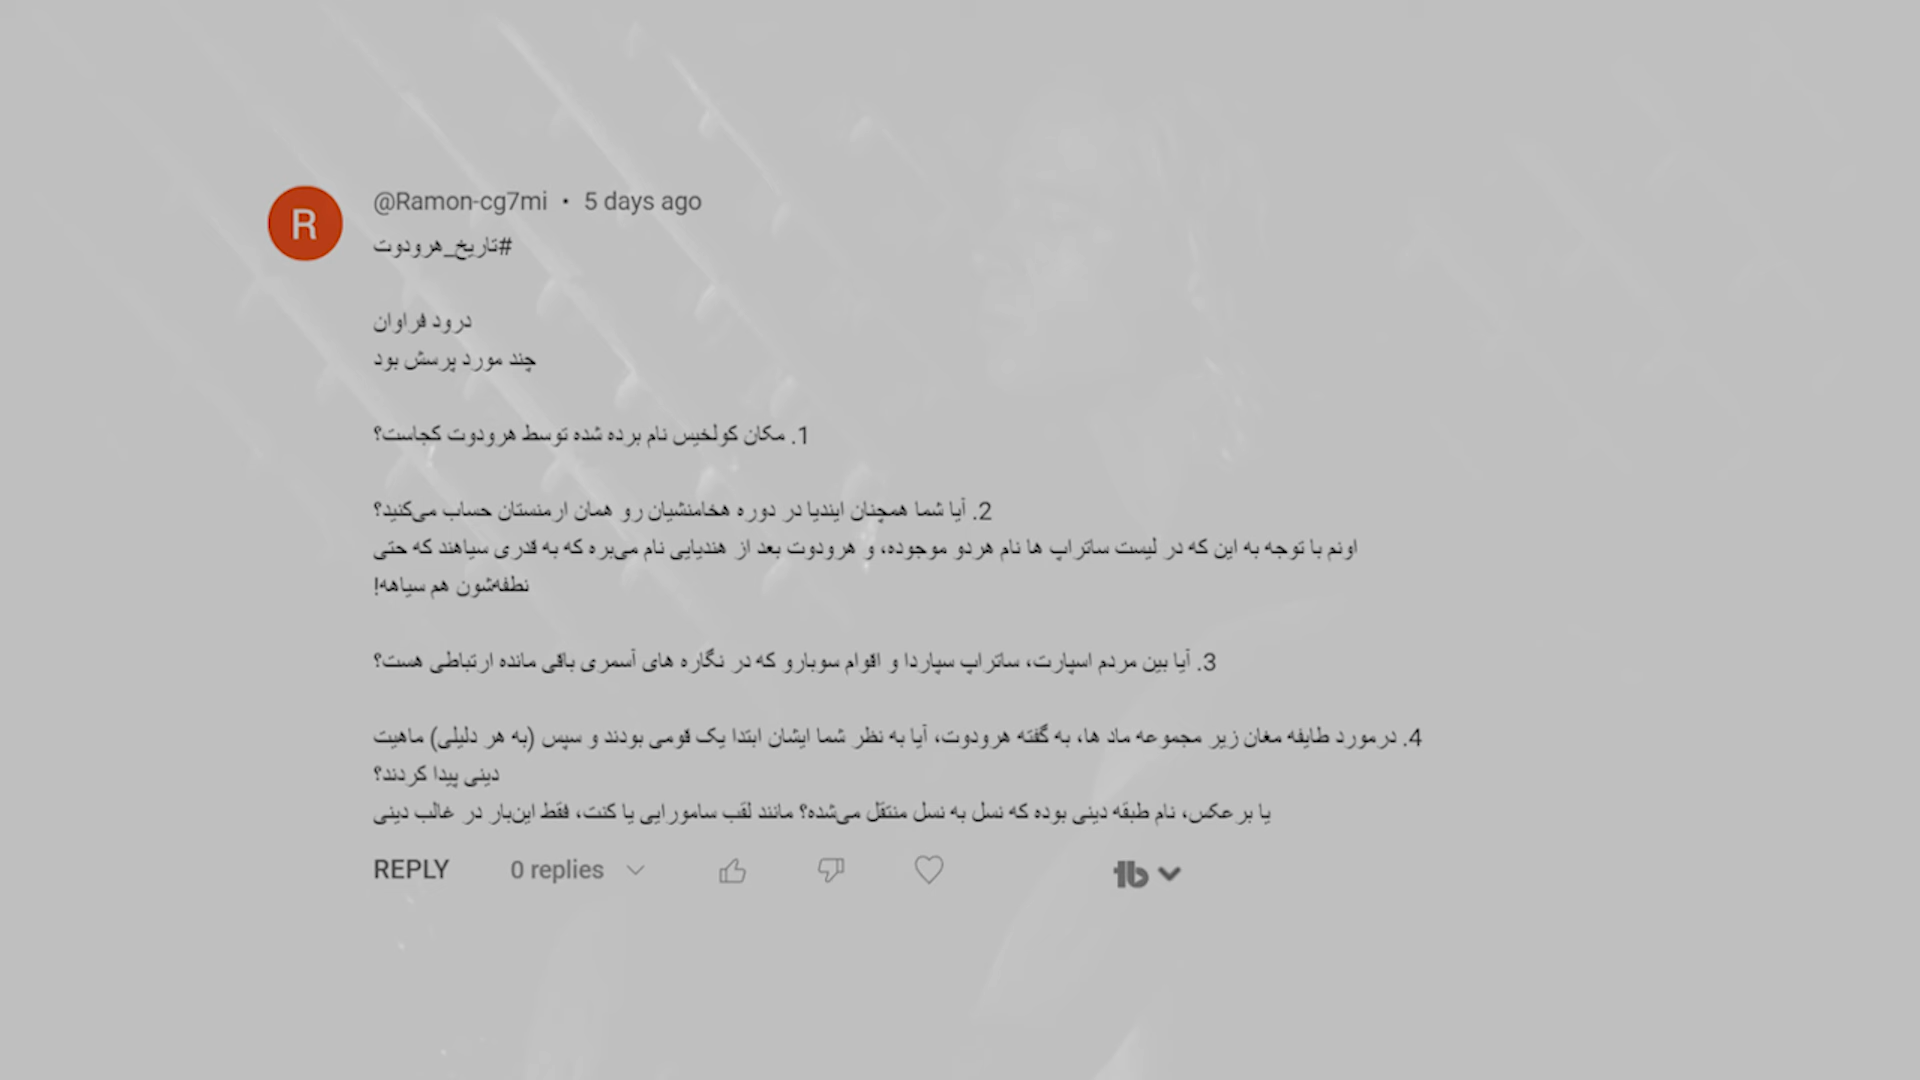 @Ramon-cg7mi • 5 days ago
#تاریخ_هرودوت
درود فراوان
چند مورد پرسش بود
1. مکان کولخیس نام برده شده توسط هرودوت کجاست؟
2. آیا شما همچنان ایندیا در دوره هخامنشیان رو همان ارمنستان حساب می‌کنید؟
اونم با توجه به این که در لیست ساتراپ ها نام هردو موجوده، و هرودوت بعد از هندیایی نام می‌بره که به قدری سیاهند که حتی
نطفه‌شون هم سیاهه!
3. آیا بین مردم اسپارت، ساتراپ سپاردا و اقوام سوبارو که در نگاره های آسمری باقی مانده ارتباطی هست؟
4. درمورد طایفه مغان زیر مجموعه ماد ها، به گفته هرودوت، آیا به نظر شما ایشان ابتدا یک قومی بودند و سپس (به هر دلیلی) ماهیت
دینی پیدا کردند؟
یا برعکس، نام طبقه دینی بوده که نسل به نسل منتقل می‌شده؟ مانند لقب سامورایی یا کنت، فقط این‌بار در غالب دینی
REPLY 0 replies
R
tb